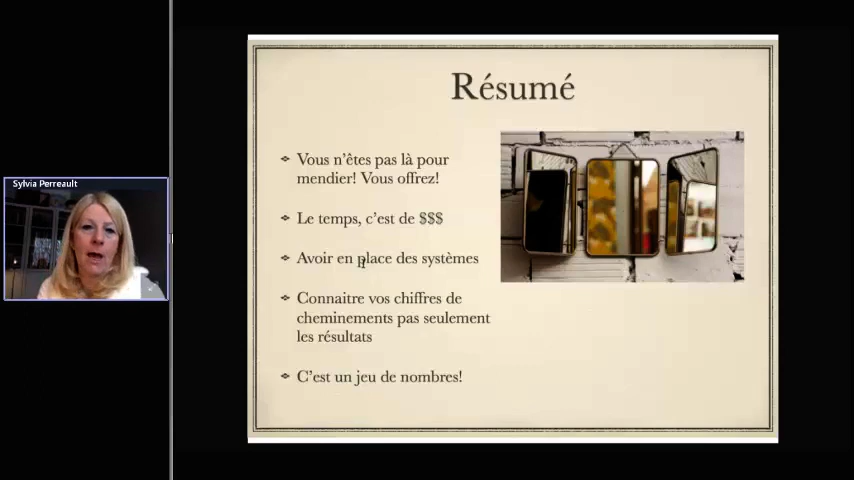 Sylvia Perreault
Résumé
Vous n'êtes pas là pour
mendier! Vous offrez!
Le temps, c'est de $$$
Avoir en place des systèmes
Connaitre vos chiffres de
cheminements pas seulement
les résultats
C'est un jeu de nombres!